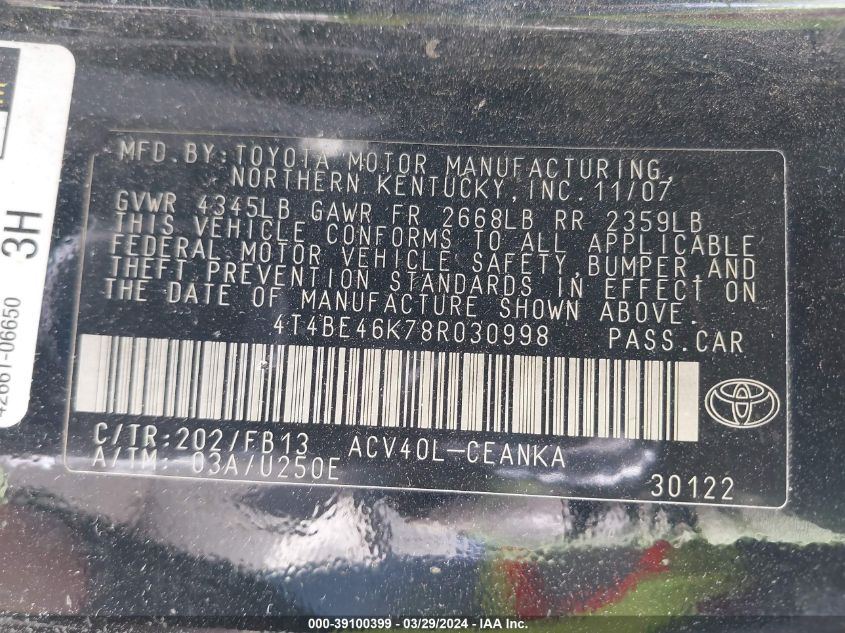 MFD.BY:TOYOTA MOTOR MANUFACTURING,
NORTHERN KENTUCKY,INC.11/07
GVWR 4345LB GAWR FR 2668LB RR 2359LB
THIS VEHICLE CONFORMS TO ALL APPLICABLE
FEDERAL MOTOR VEHICLE SAFETY,BUMPER,AND
THEFT PREVENTION STANDARDS IN EFFECT ON
THE DATE OF MANUFACTURE SHOWN ABOVE.
4T4BE46K78R030998 PASS.CAR
C/TR:202/FB13 ACV40L-CEANKA
A/TM: 03A/U250E
30122
3H
42661-06650
000-39100399 / 03/29/2024 - IAA Inc.